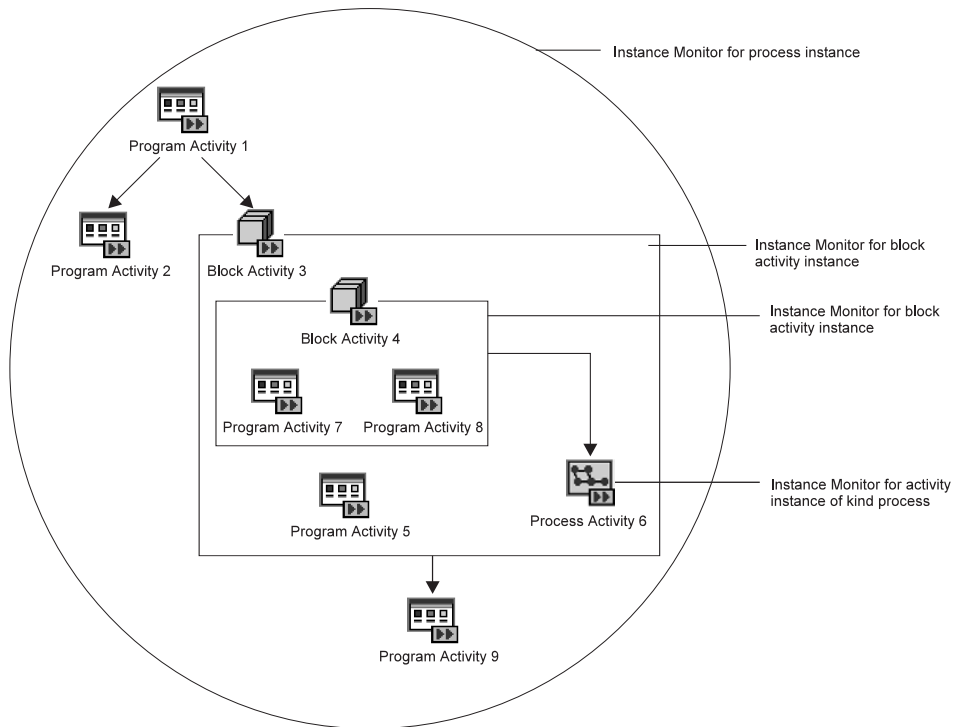 Instance Monitor for process instance
Program Activity 1
Program Activity 2
Block Activity 3
Instance Monitor for block
activity instance
Block Activity 4
Instance Monitor for block
activity instance
Program Activity 7
Program Activity 8
Program Activity 5
Process Activity 6
Instance Monitor for activity
instance of kind process
Program Activity 9